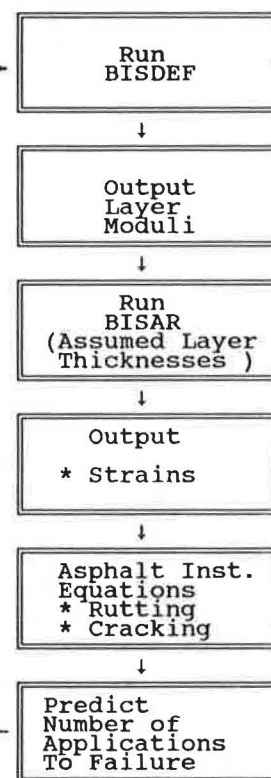 Run
BISDEF
↓
Output
Layer
Moduli
↓
Run
BISAR
(Assumed Layer
Thicknesses )
↓
Output
* Strains
↓
Asphalt Inst.
Equations
* Rutting
* Cracking
↓
Predict
Number of
Applications
To Failure